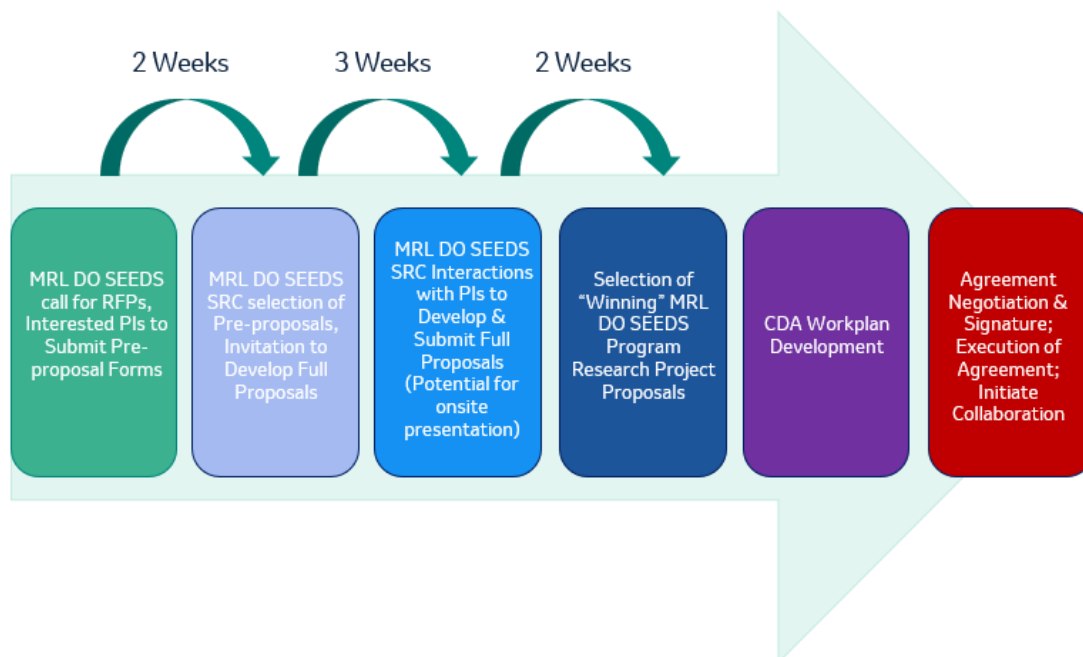 2 Weeks
3 Weeks
2 Weeks
MRL DO SEEDS
call for RFPs,
Interested PIs to
Submit Pre-
proposal Forms
MRL DO SEEDS
SRC selection of
Pre-proposals,
Invitation to
Develop Full
Proposals
MRL DO SEEDS
SRC Interactions
with PIs to
Develop &
Submit Full
Proposals
(Potential for
onsite
presentation)
Selection of
“Winning” MRL
DO SEEDS
Program
Research Project
Proposals
CDA Workplan
Development
Agreement
Negotiation &
Signature;
Execution of
Agreement;
Initiate
Collaboration